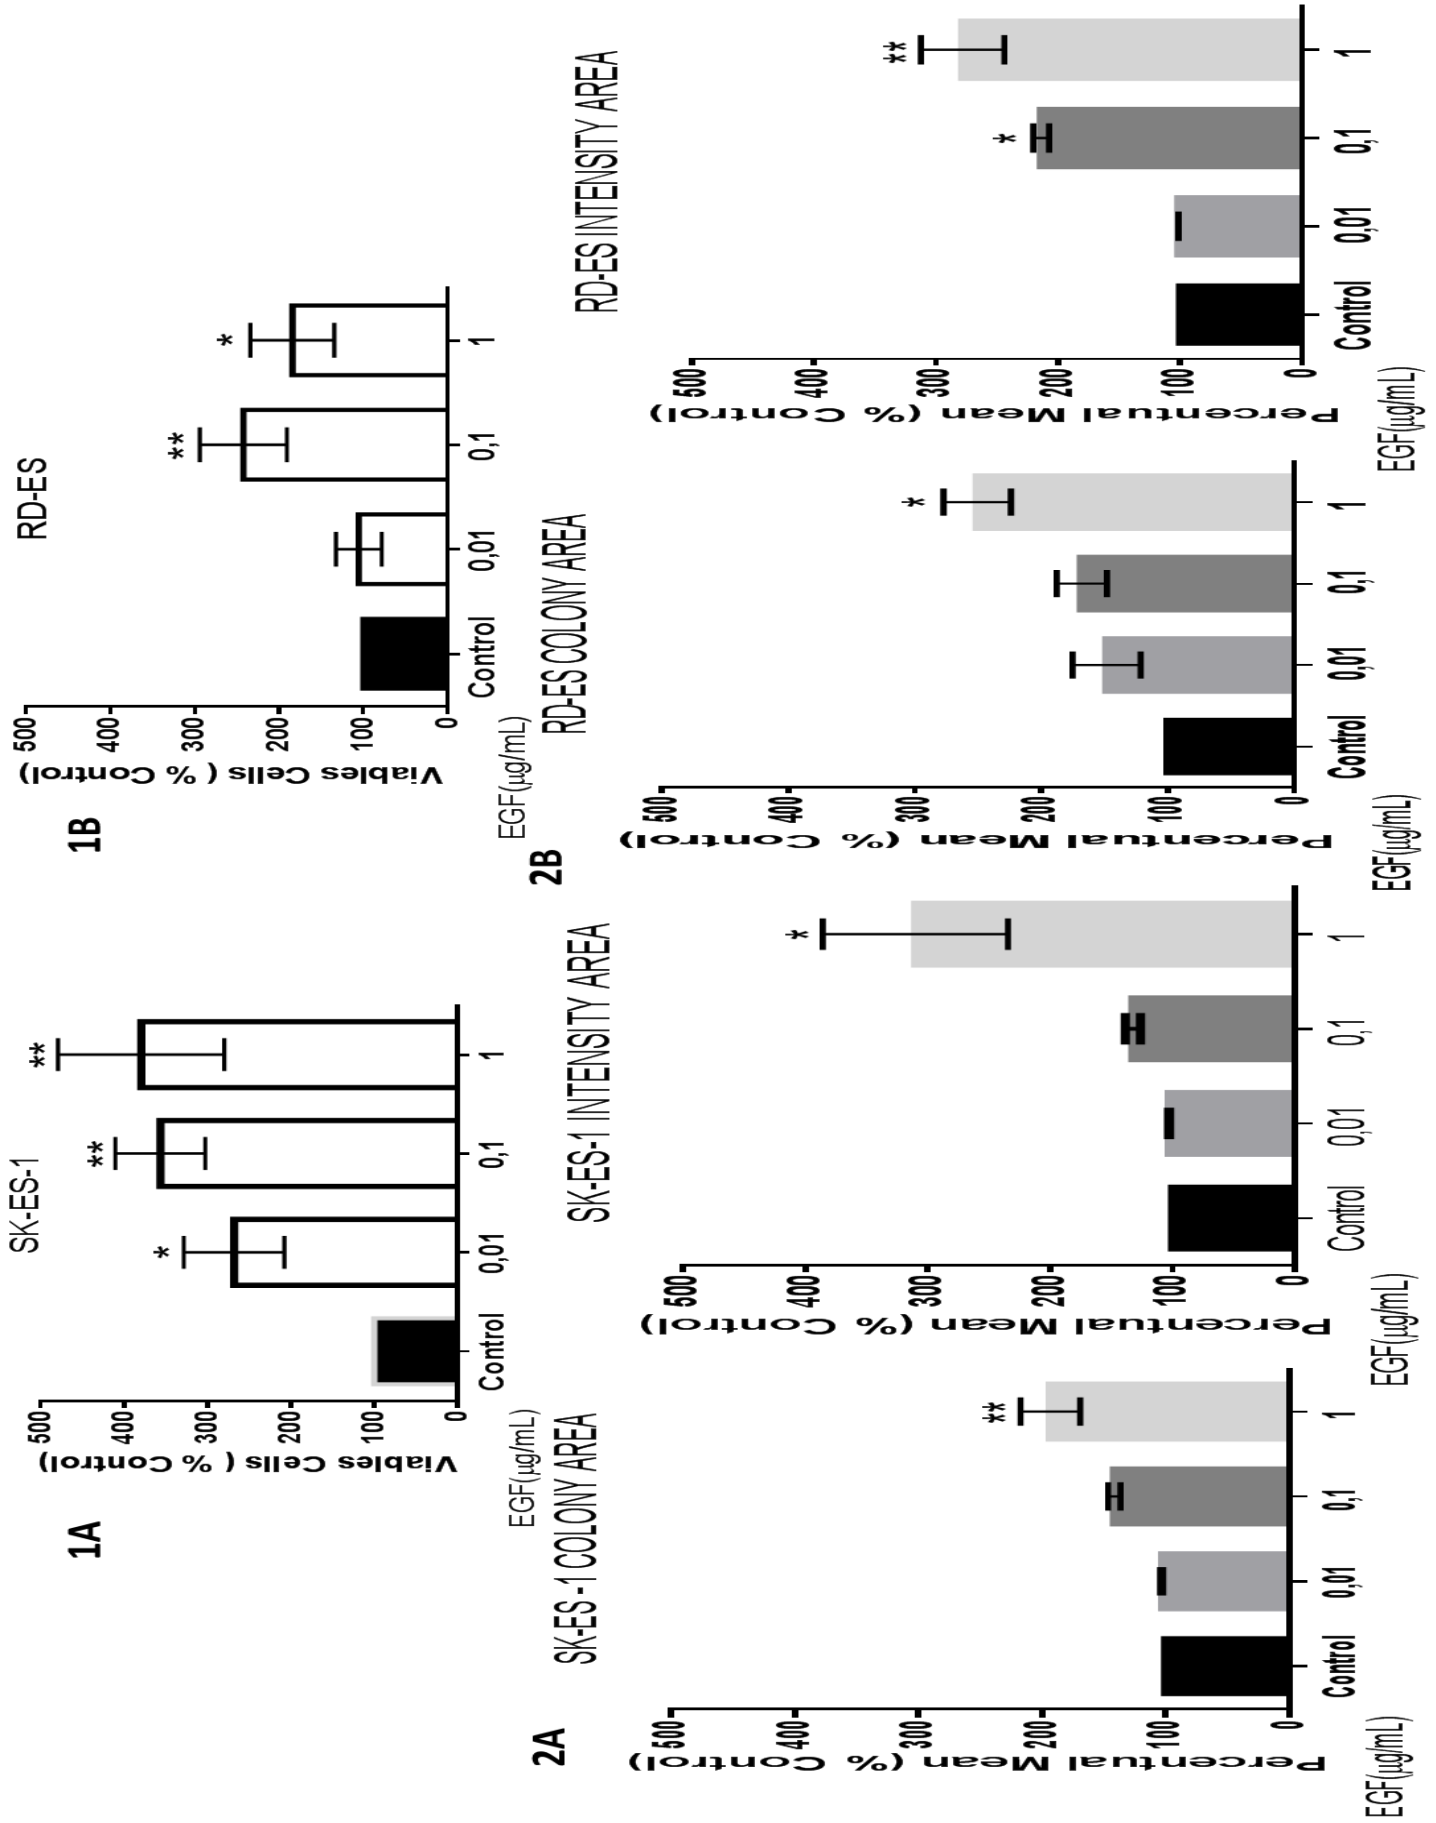 1A
SK-ES-1
Viables Cells ( % Control)
500
400
300
200
100
0
*
**
**
Control
0,01
0,1
1
EGF(µg/mL)
1B
RD-ES
Viables Cells ( % Control)
500
400
300
200
100
0
**
*
Control
0,01
0,1
1
EGF(µg/mL)
2A
SK-ES -1 COLONY AREA
Percentual Mean (% Control)
500
400
300
200
100
0
**
Control
0,01
0,1
1
EGF(µg/mL)
SK-ES-1 INTENSITY AREA
Percentual Mean (% Control)
500
400
300
200
100
0
*
Control
0,01
0,1
1
EGF(µg/mL)
2B
RD-ES COLONY AREA
Percentual Mean (% Control)
500
400
300
200
100
0
*
Control
0,01
0,1
1
EGF(µg/mL)
RD-ES INTENSITY AREA
Percentual Mean (% Control)
500
400
300
200
100
0
*
**
Control
0,01
0,1
1
EGF(µg/mL)